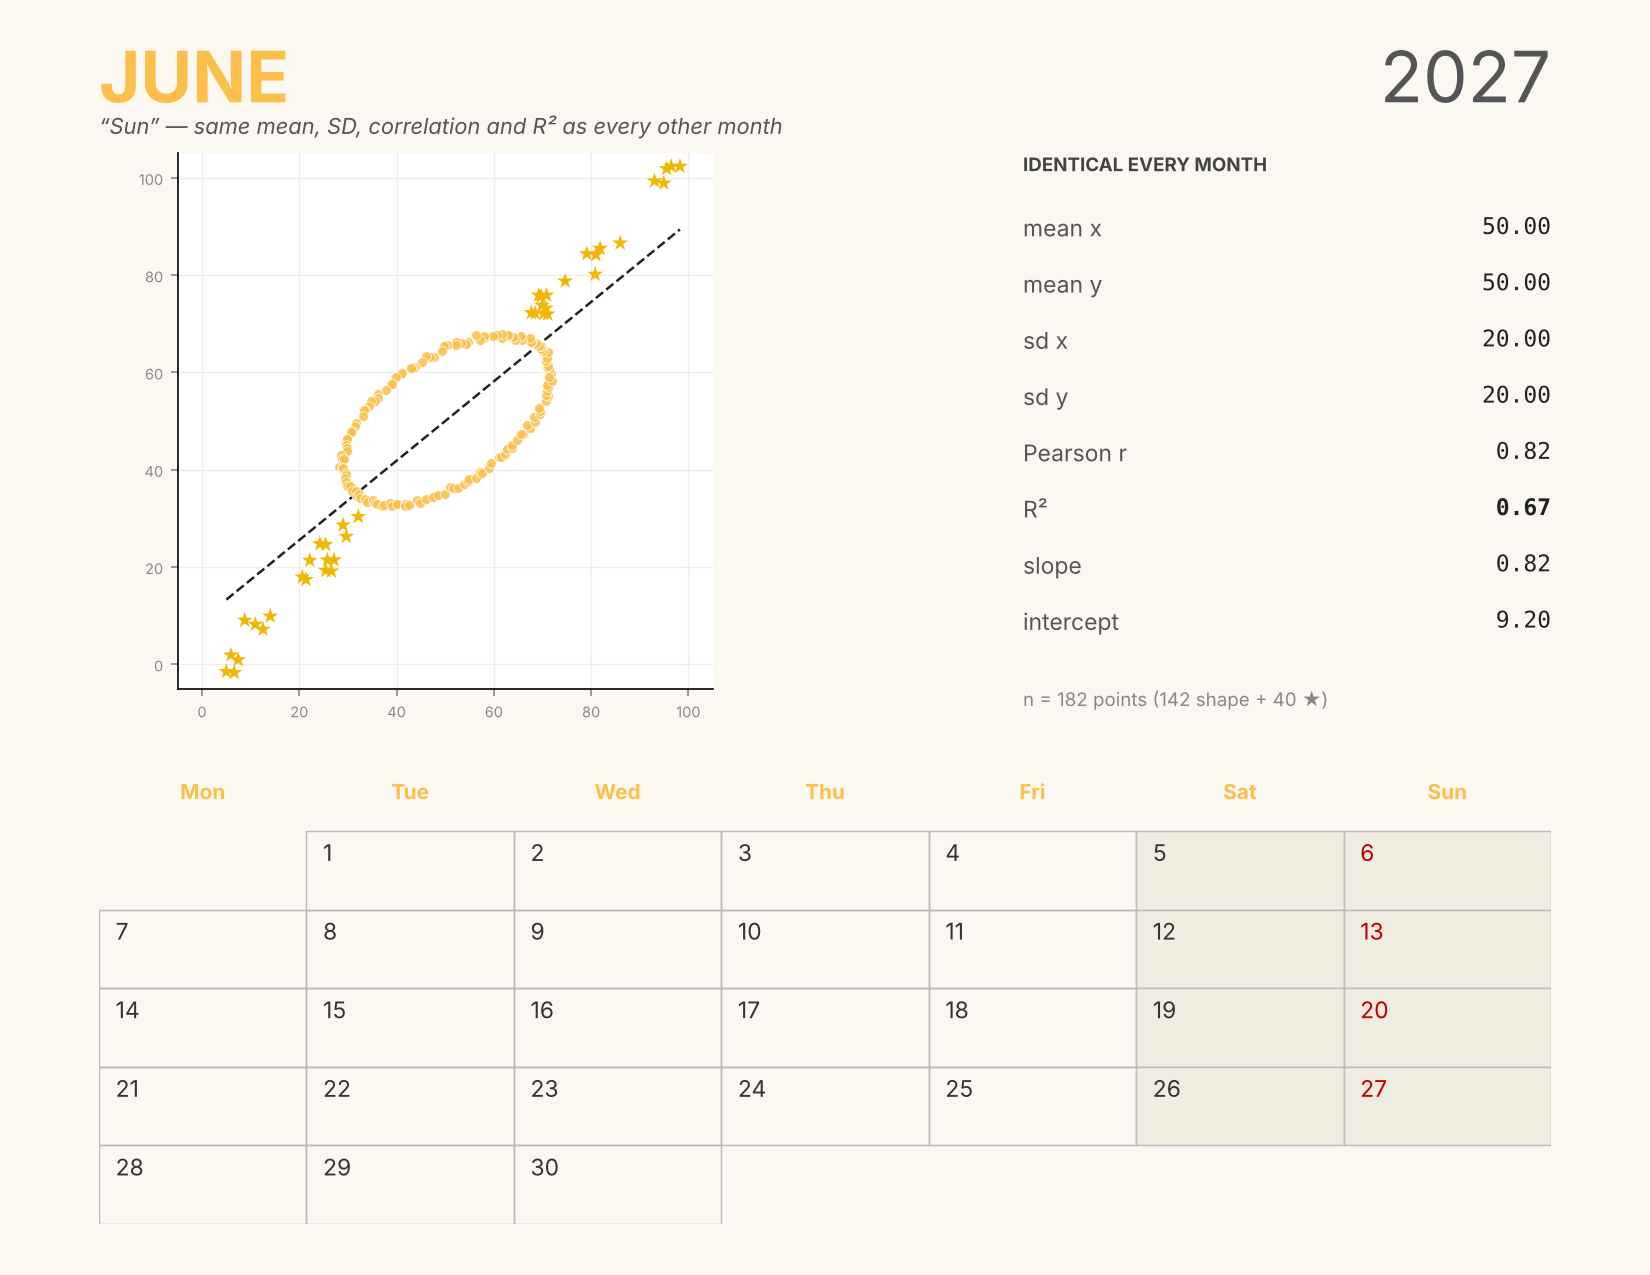 JUNE 2027
“Sun” — same mean, SD, correlation and R² as every other month
IDENTICAL EVERY MONTH
mean x 50.00
mean y 50.00
sd x 20.00
sd y 20.00
Pearson r 0.82
R² 0.67
slope 0.82
intercept 9.20
n = 182 points (142 shape + 40 ★)
100
80
60
40
20
0
0 20 40 60 80 100
Mon Tue Wed Thu Fri Sat Sun
1 2 3 4 5 6
7 8 9 10 11 12 13
14 15 16 17 18 19 20
21 22 23 24 25 26 27
28 29 30